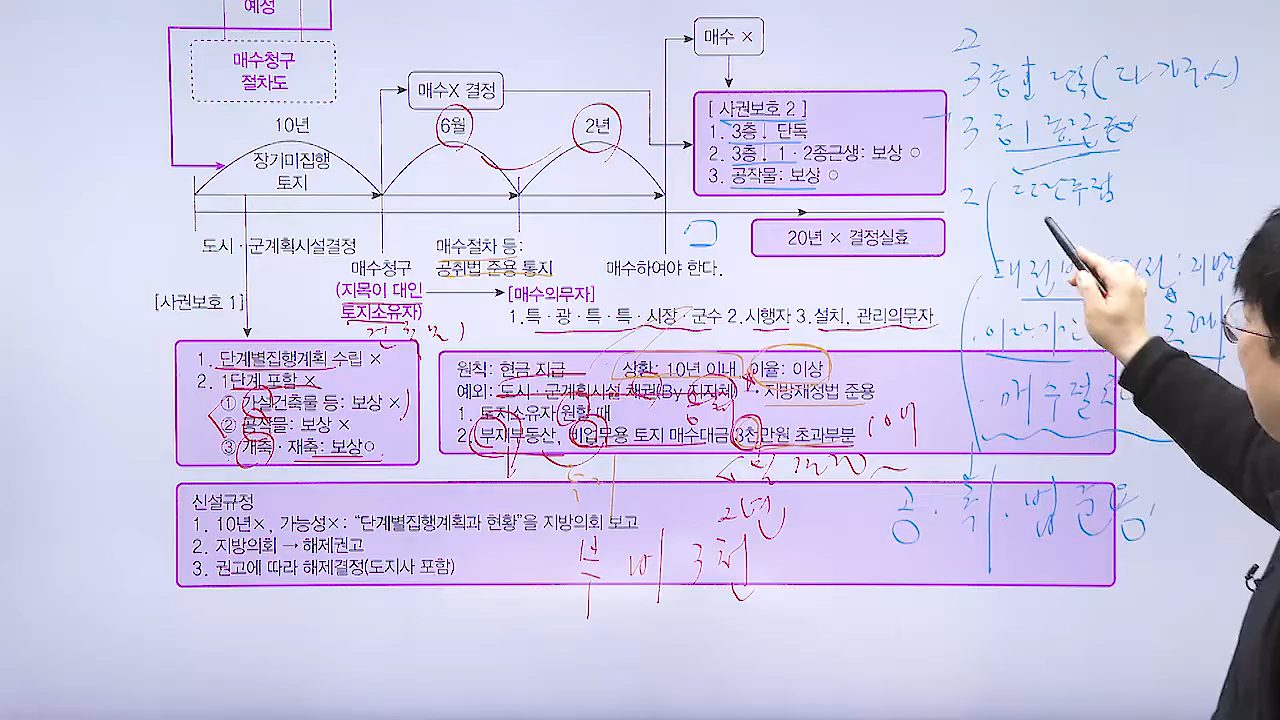 예정
매수청구
절차도
10년
장기미집행
토지
매수X 결정
6월
2년
매수 ×
[ 사권보호 2 ]
1. 3층↓ 단독
2. 3층↓ 1·2종근생: 보상 ○
3. 공작물: 보상 ○
20년 × 결정실효
도시·군계획시설결정
매수청구
(지목이 대인
토지소유자)
건축물
매수절차 등:
공취법 준용 통지
매수하여야 한다.
[사권보호 1]
[매수의무자]
1.특·광·특·특·시장·군수 2.시행자 3.설치, 관리의무자
1. 단계별집행계획 수립 ×
2. 1단계 포함 ×
① 가설건축물 등: 보상 ×
② 공작물: 보상 ×
③ 개축·재축: 보상○
원칙: 현금 지급
상환: 10년 이내
이율: 이상
예외: 도시·군계획시설 채권(By 지자체)
·지방재정법 준용
1. 토지소유자 원할 때
2. 부재부동산, 비업무용 토지 매수대금 3천만원 초과부분
2년
부 비 3천
신설규정
1. 10년×, 가능성×: “단계별집행계획과 현황”을 지방의회 보고
2. 지방의회 → 해제권고
3. 권고에 따라 해제결정(도지사 포함)
3층↓ 단독(다가구×)
3층↓
매수절
공·취·법 준용